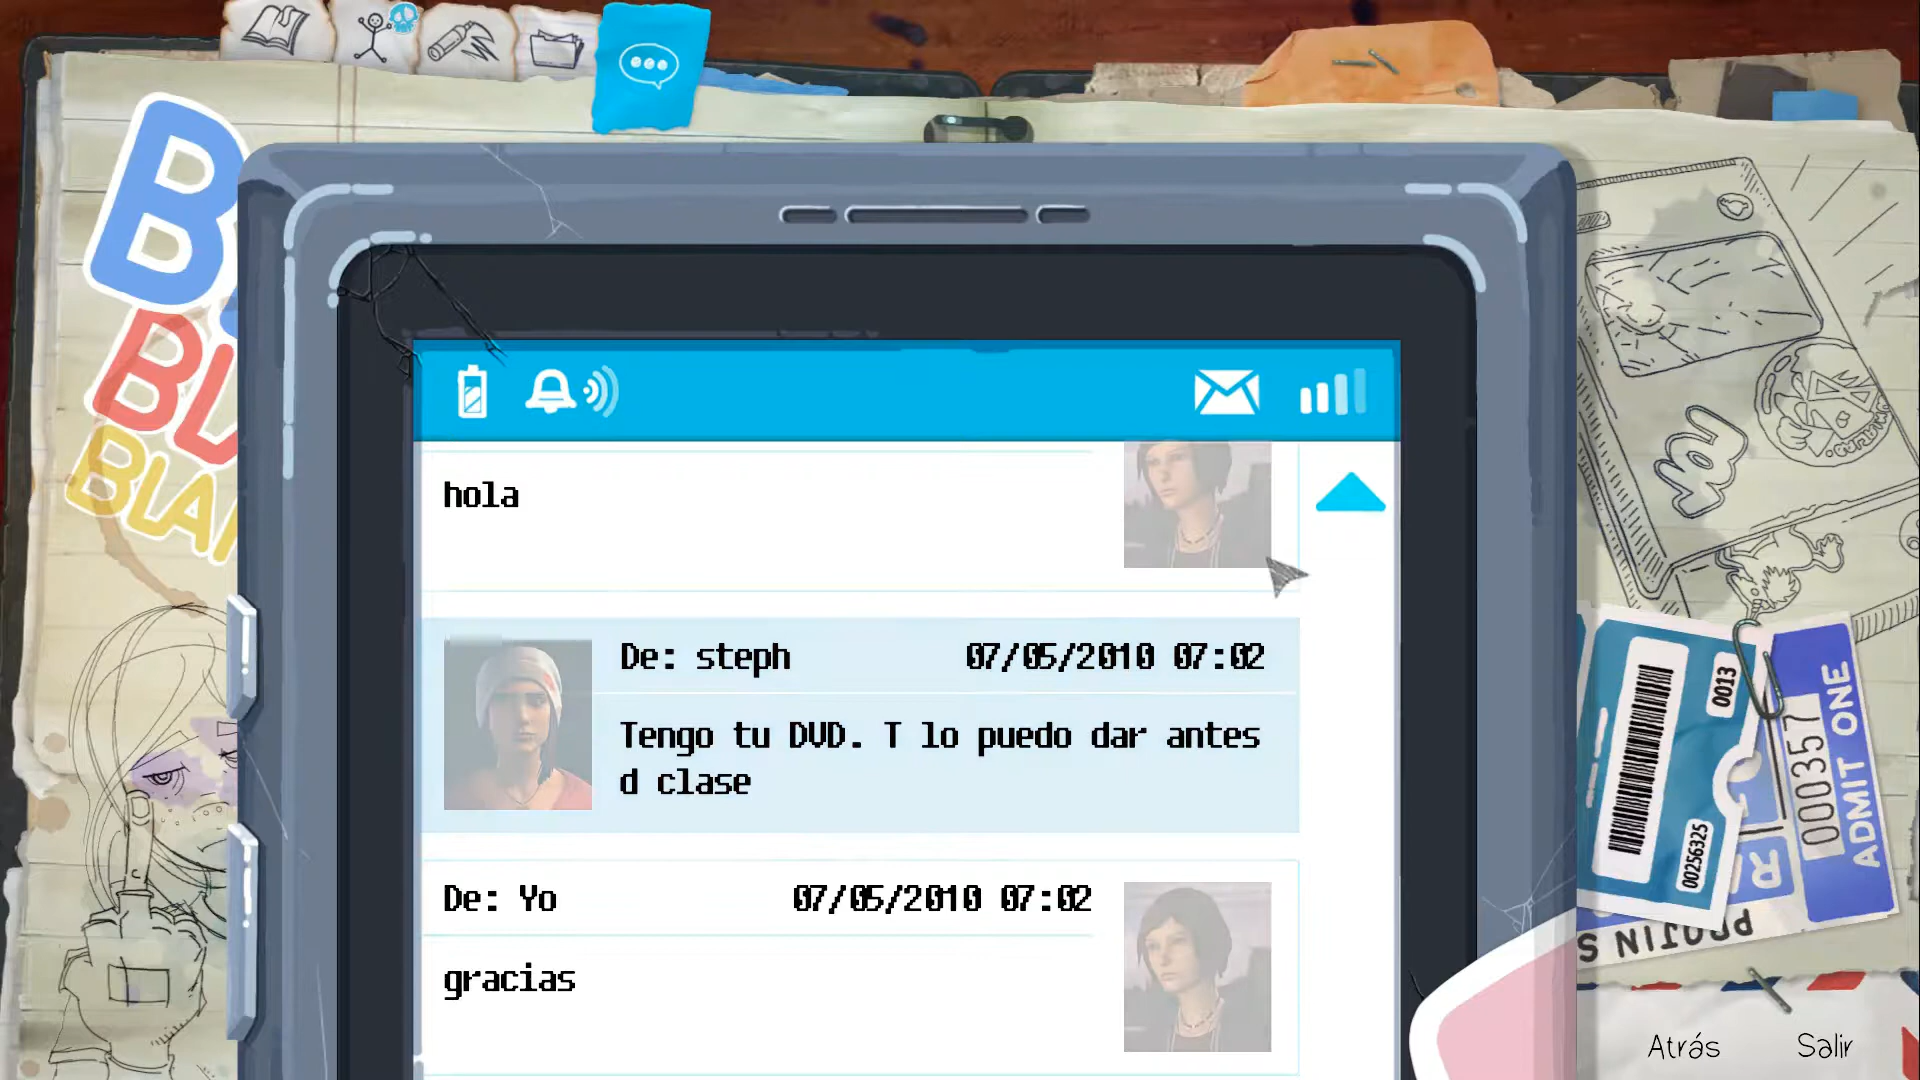 hola
De: steph 07/05/2010 07:02
Tengo tu DVD. T lo puedo dar antes
d clase
De: Yo 07/05/2010 07:02
gracias
0013
00256325
000357
ADMIT ONE
Atrás Salir